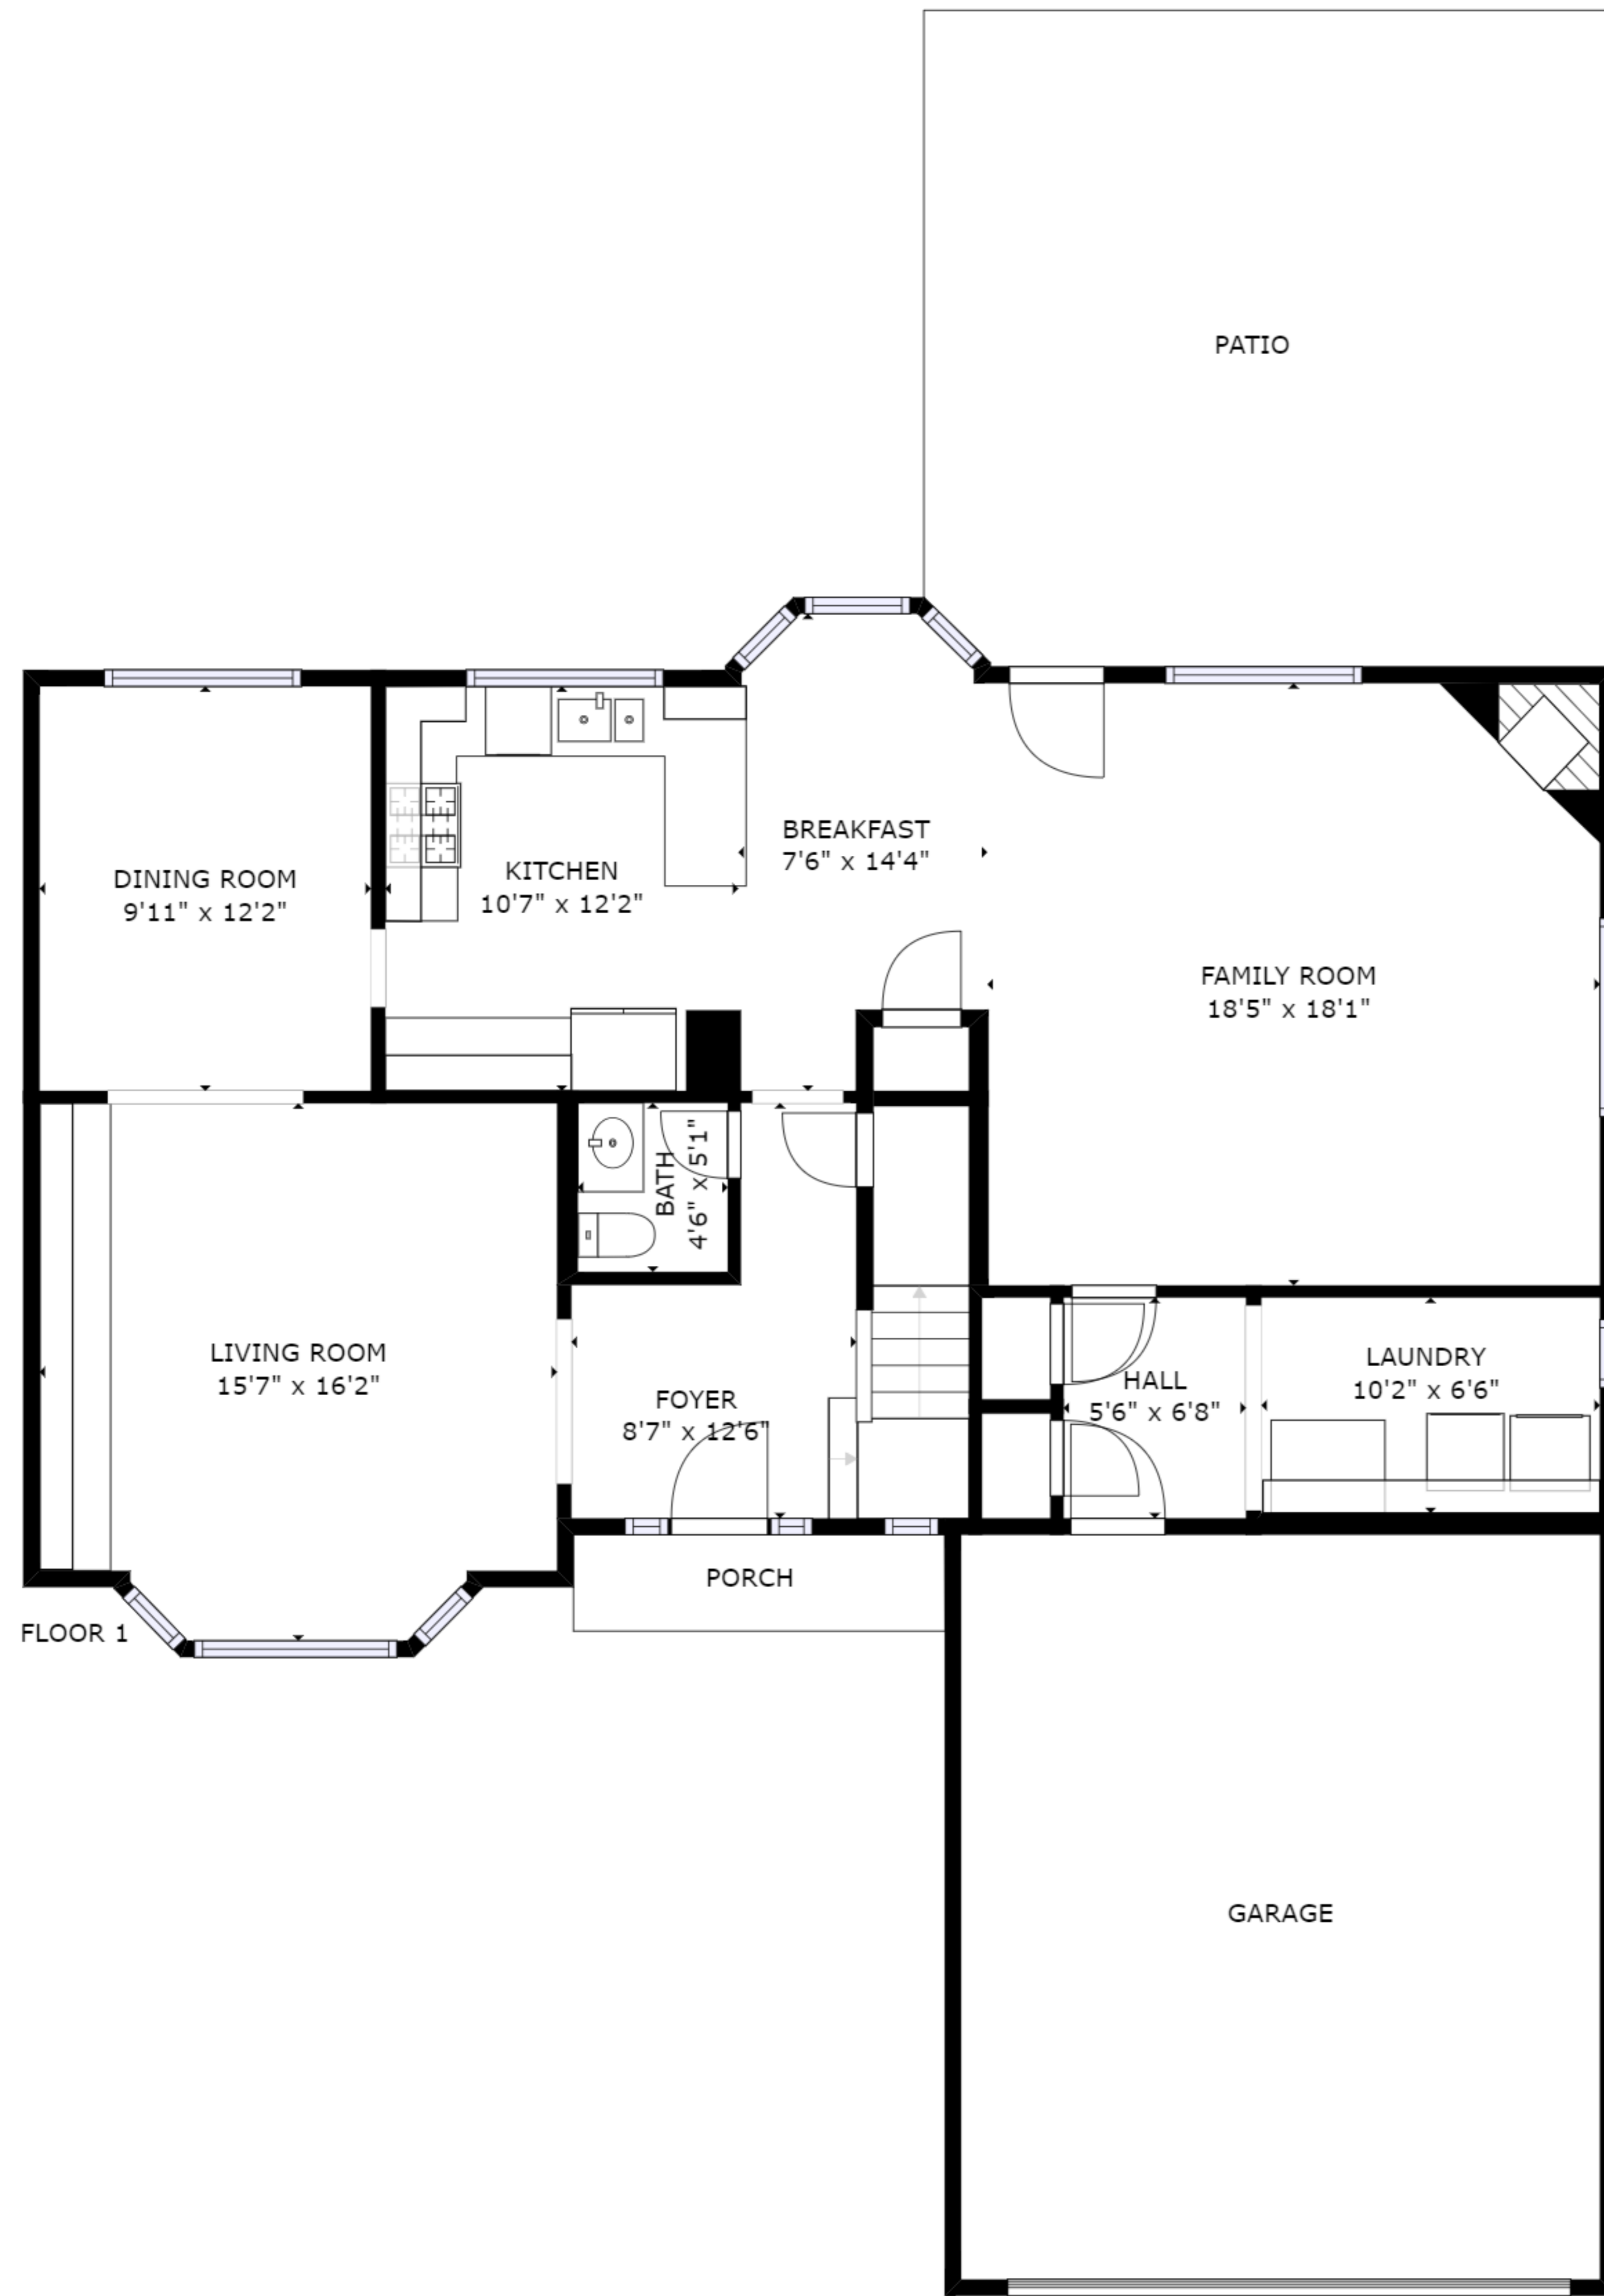 PATIO
BREAKFAST
7'6" x 14'4"
KITCHEN
10'7" x 12'2"
DINING ROOM
9'11" x 12'2"
FAMILY ROOM
18'5" x 18'1"
BATH
4'6" x 5'1"
LIVING ROOM
15'7" x 16'2"
FOYER
8'7" x 12'6"
HALL
5'6" x 6'8"
LAUNDRY
10'2" x 6'6"
PORCH
FLOOR 1
GARAGE